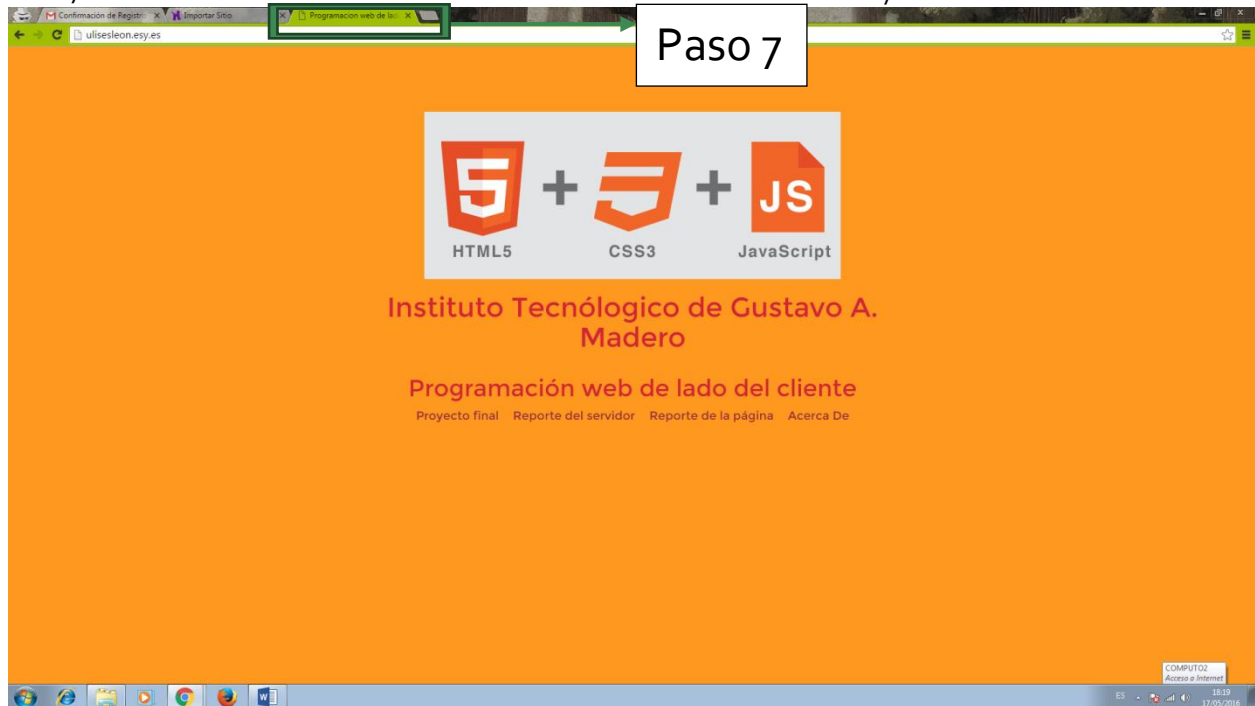 Confirmación de Registr
Importar Sitio
Programacion web de lad
ulisesleon.esy.es
Paso 7
JS
HTML5
CSS3
JavaScript
Instituto Tecnólogico de Gustavo A.
Madero
Programación web de lado del cliente
Proyecto final Reporte del servidor Reporte de la página Acerca De
COMPUTO2
Acceso a Internet
ES
18:19
17/05/2016